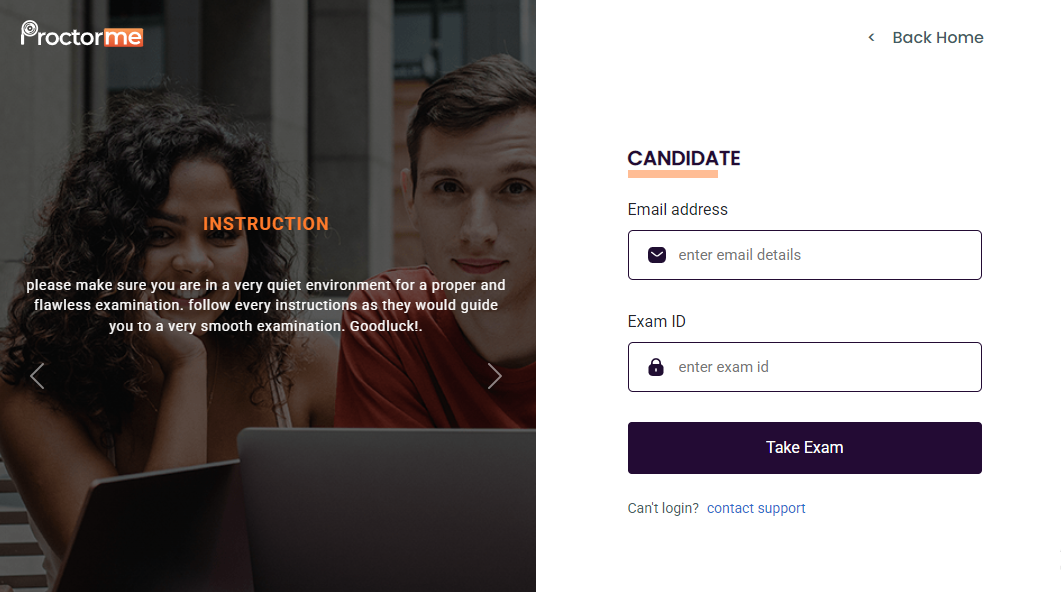 Proctorme
Back Home
INSTRUCTION
please make sure you are in a very quiet environment for a proper and
flawless examination. follow every instructions as they would guide
you to a very smooth examination. Goodluck!.
CANDIDATE
Email address
enter email details
Exam ID
enter exam id
Take Exam
Can't login? contact support